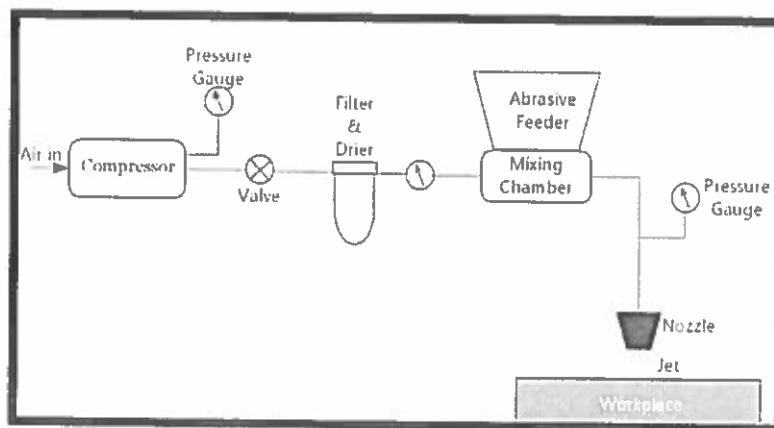 Pressure
Gauge
Filter
&
Drier
Abrasive
Feeder
Air in
Compressor
Valve
Mixing
Chamber
Pressure
Gauge
Nozzle
Jet
Workplace